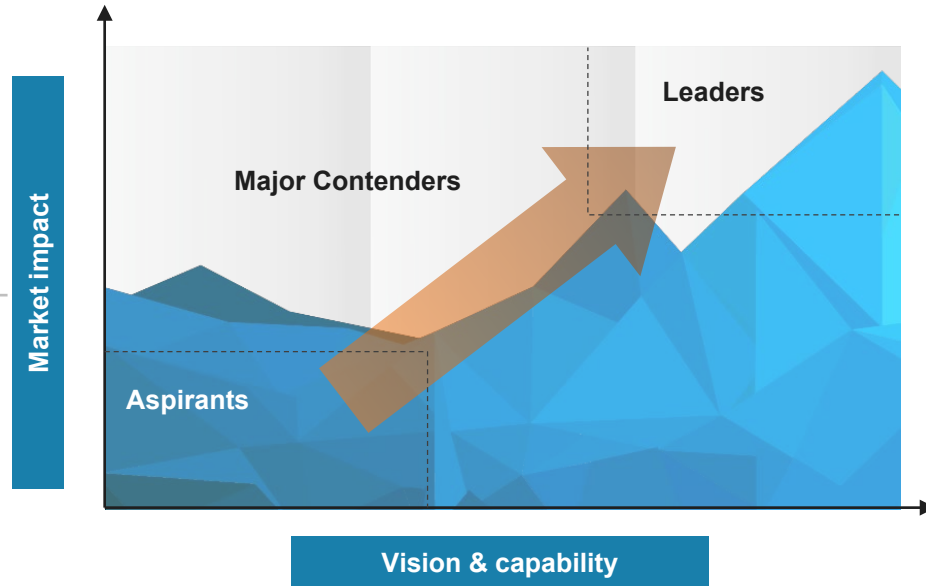 Leaders
Major Contenders
Market impact
Aspirants
Vision & capability